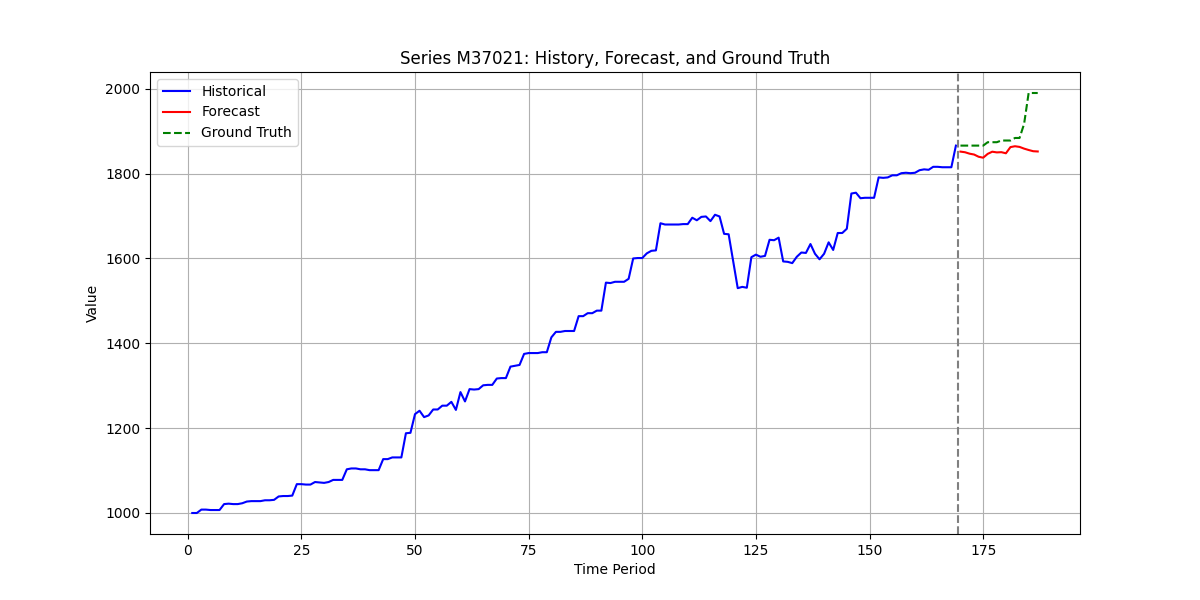 Series M37021: History, Forecast, and Ground Truth
Historical
Forecast
Ground Truth
2000
1800
1600
1400
1200
1000
Value
0
25
50
75
100
125
150
175
Time Period